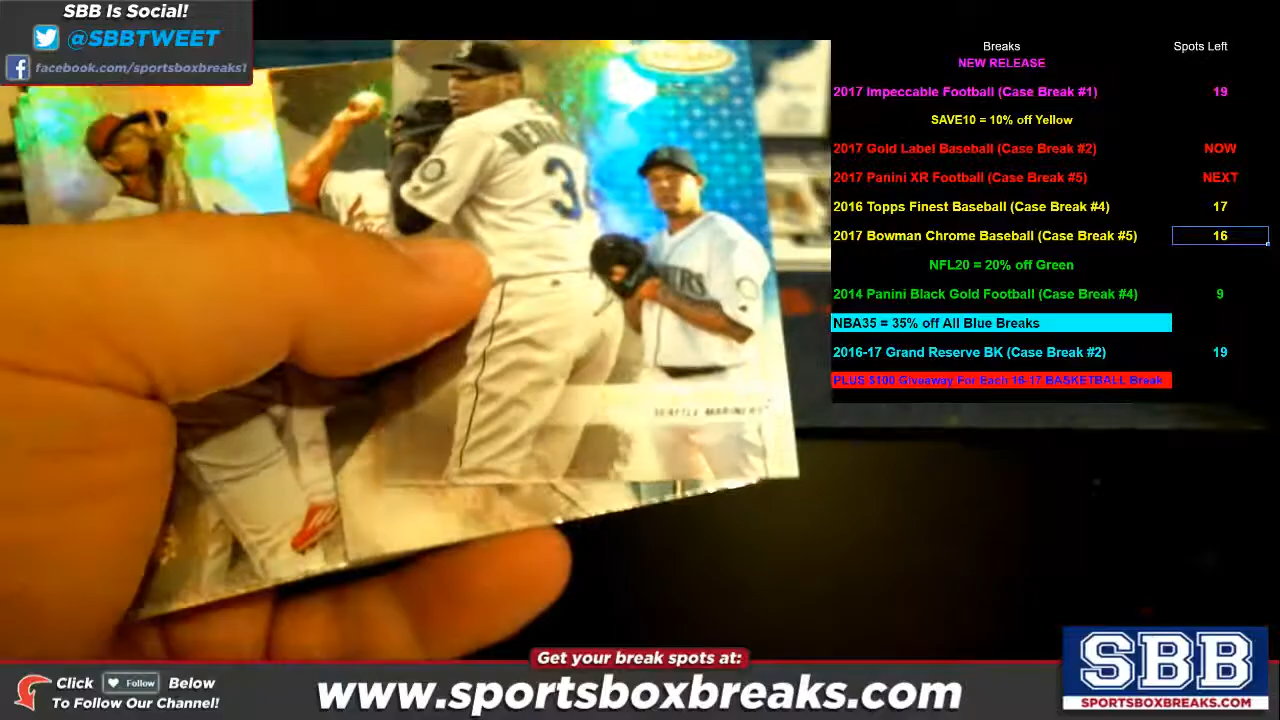 SBB Is Social!
@SBBTWEET
facebook.com/sportsboxbreaks1
Breaks Spots Left
NEW RELEASE
2017 Impeccable Football (Case Break #1) 19
SAVE10 = 10% off Yellow
2017 Gold Label Baseball (Case Break #2) NOW
2017 Panini XR Football (Case Break #5) NEXT
2016 Topps Finest Baseball (Case Break #4) 17
2017 Bowman Chrome Baseball (Case Break #5) 16
NFL20 = 20% off Green
2014 Panini Black Gold Football (Case Break #4) 9
NBA35 = 35% off All Blue Breaks
2016-17 Grand Reserve BK (Case Break #2) 19
PLUS $100 Giveaway For Each 16-17 BASKETBALL Break
34
SEATTLE MARINERS
Get your break spots at:
Click Follow Below
To Follow Our Channel!
www.sportsboxbreaks.com
SBB
SPORTSBOXBREAKS.COM